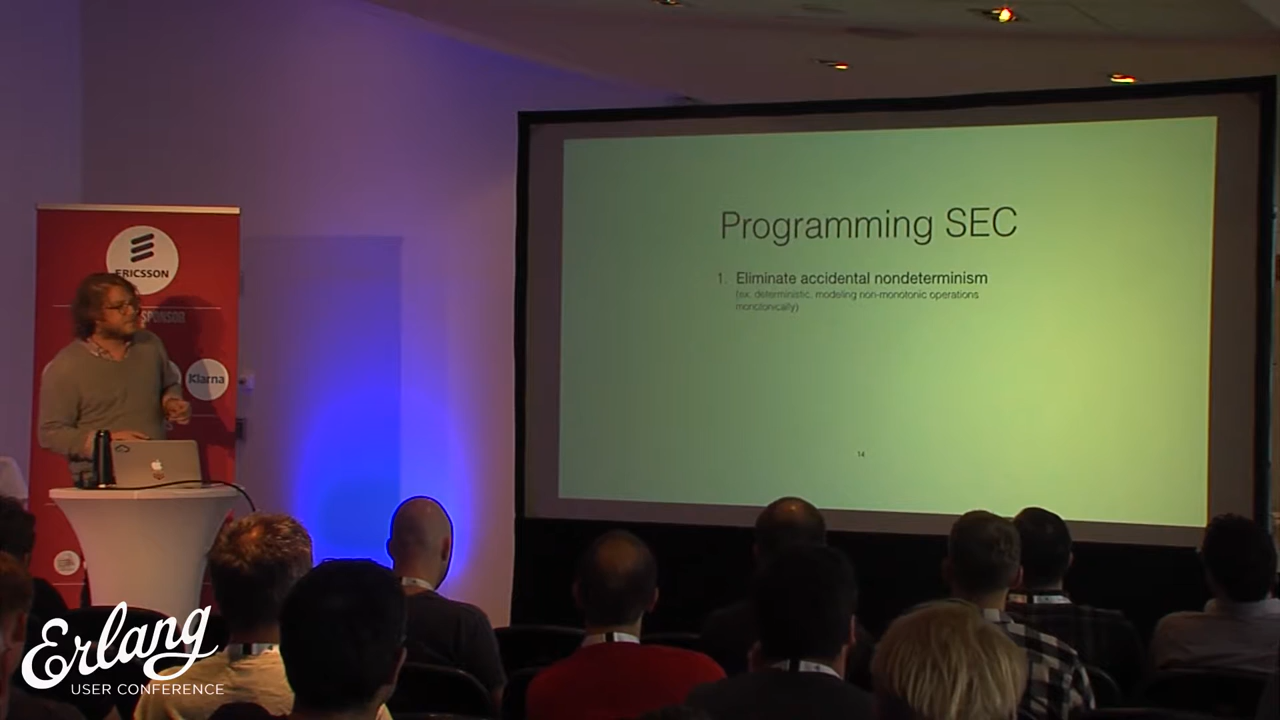 ERICSSON
SPONSOR
Klarna
Programming SEC
1. Eliminate accidental nondeterminism
(ex. deterministic, modeling non-monotonic operations
monotonically)
14
Erlang
USER CONFERENCE